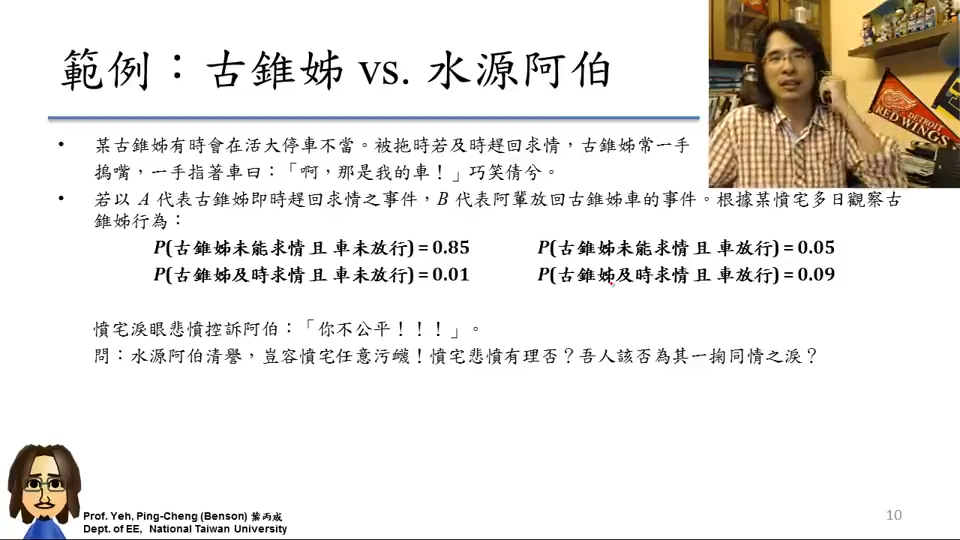 範例：古錐姊 vs. 水源阿伯
• 某古錐姊有時會在活大停車不當。被拖時若及時趕回求情，古錐姊常一手
摀嘴，一手指著車曰：「啊，那是我的車！」巧笑倩兮。
• 若以 A 代表古錐姊即時趕回求情之事件，B 代表阿輩放回古錐姊車的事件。根據某憤宅多日觀察古
錐姊行為：
P(古錐姊未能求情 且 車未放行) = 0.85 P(古錐姊未能求情 且 車放行) = 0.05
P(古錐姊及時求情 且 車未放行) = 0.01 P(古錐姊及時求情 且 車放行) = 0.09
憤宅淚眼悲憤控訴阿伯：「你不公平！！！」。
問：水源阿伯清譽，豈容憤宅任意污衊！憤宅悲憤有理否？吾人該否為其一掬同情之淚？
DETROIT
RED WINGS
Prof. Yeh, Ping-Cheng (Benson) 葉丙成
Dept. of EE, National Taiwan University
10